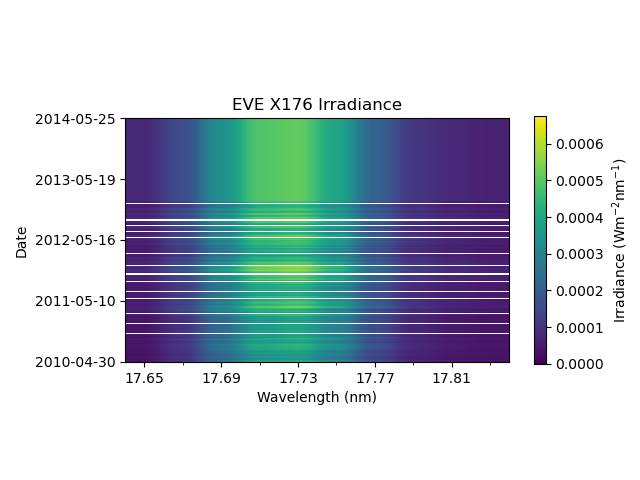 EVE X176 Irradiance
2014-05-25
2013-05-19
2012-05-16
2011-05-10
2010-04-30
Date
17.65 17.69 17.73 17.77 17.81
Wavelength (nm)
0.0006
0.0005
0.0004
0.0003
0.0002
0.0001
0.0000
Irradiance (Wm⁻²nm⁻¹)